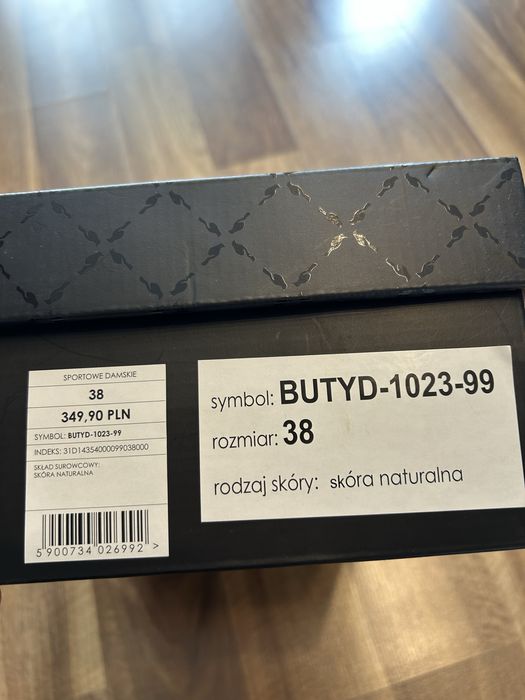 SPORTOWE DAMSKIE
38
349,90 PLN
SYMBOL: BUTYD-1023-99
INDEKS: 31D14354000099038000
SKŁAD SUROWCOWY:
SKÓRA NATURALNA
5 900734 026992 >
symbol: BUTYD-1023-99
rozmiar: 38
rodzaj skóry: skóra naturalna